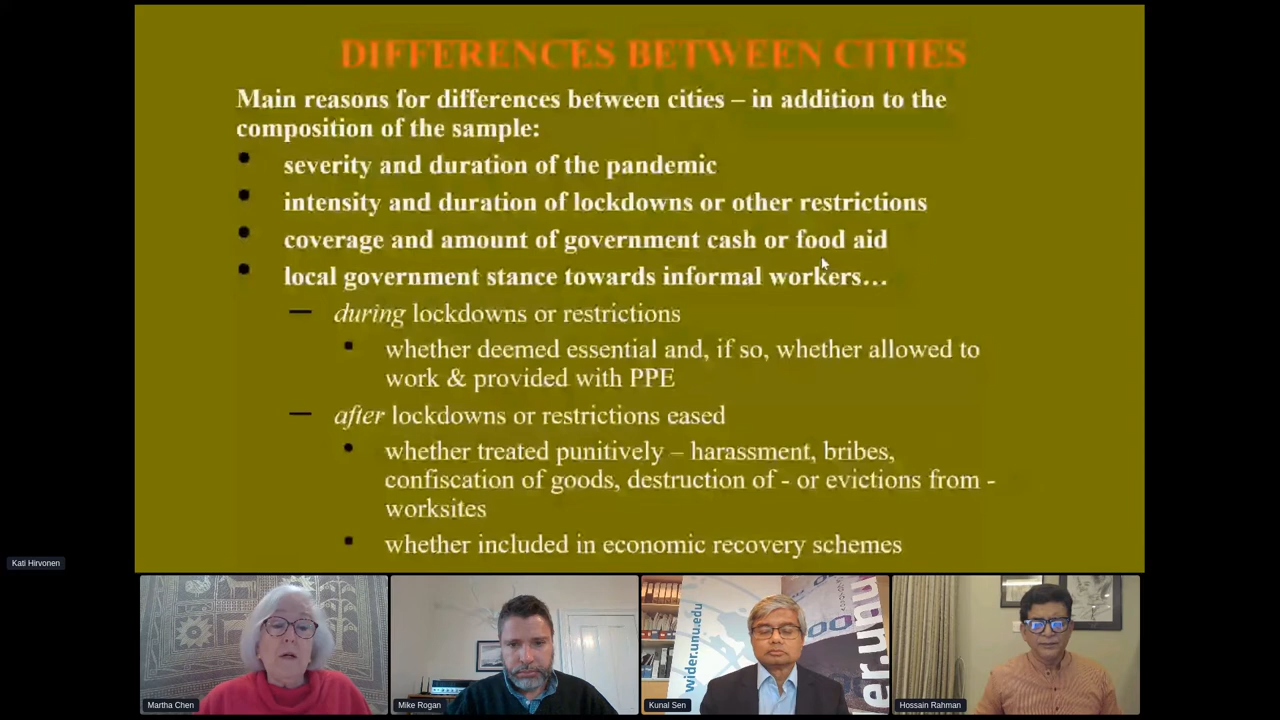 DIFFERENCES BETWEEN CITIES
Main reasons for differences between cities – in addition to the
composition of the sample:
• severity and duration of the pandemic
• intensity and duration of lockdowns or other restrictions
• coverage and amount of government cash or food aid
• local government stance towards informal workers…
— during lockdowns or restrictions
▪ whether deemed essential and, if so, whether allowed to
work & provided with PPE
— after lockdowns or restrictions eased
• whether treated punitively – harassment, bribes,
confiscation of goods, destruction of - or evictions from -
worksites
▪ whether included in economic recovery schemes
Kati Hirvonen
wider.unu.edu
Martha Chen
Mike Rogan
Kunal Sen
Hossain Rahman